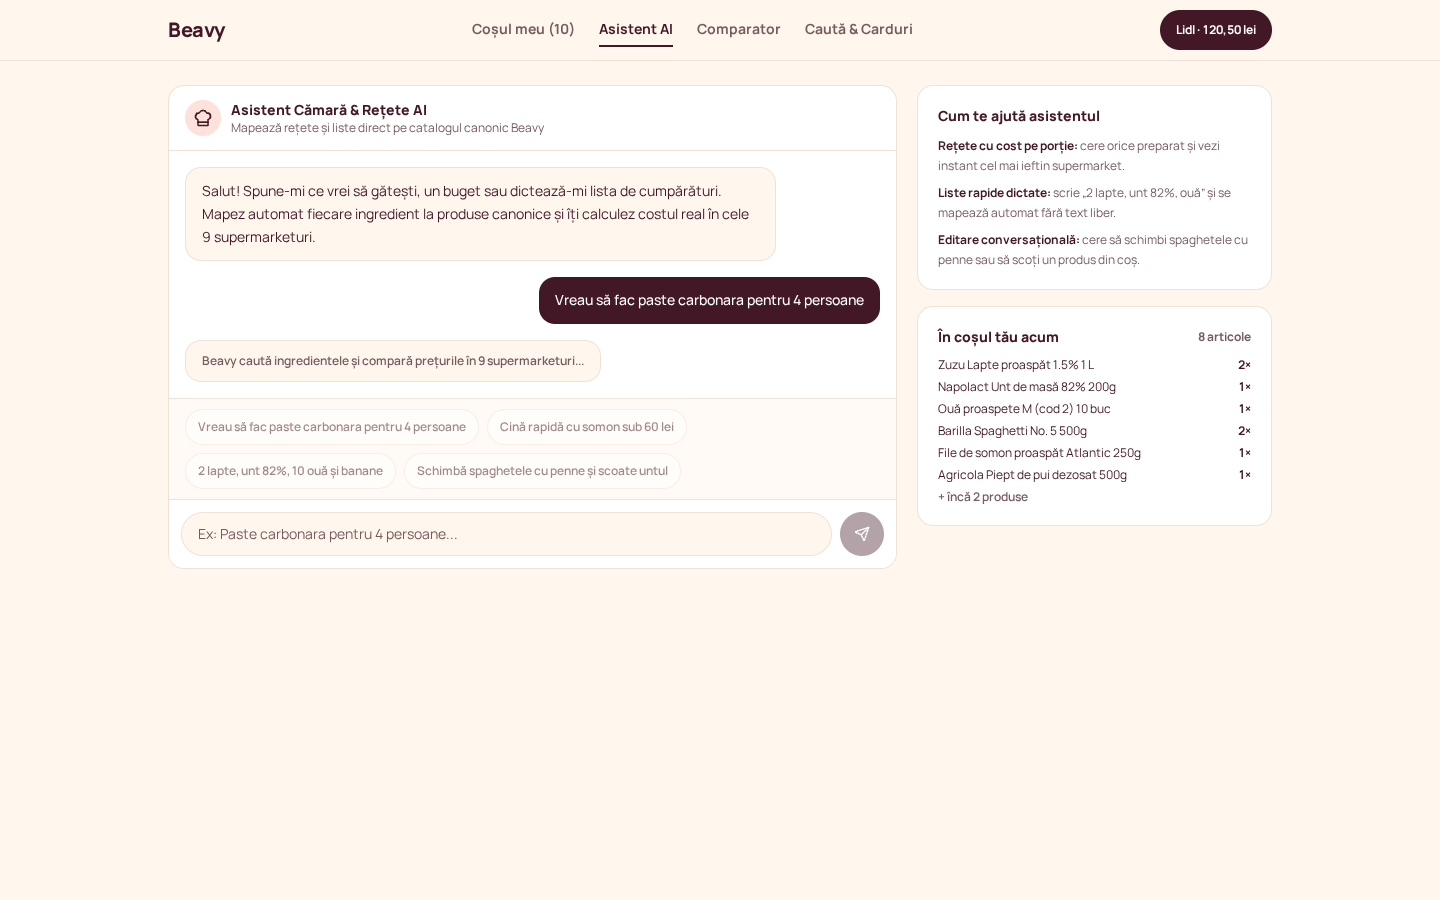 Beavy
Coșul meu (10)
Asistent AI
Comparator
Caută & Carduri
Lidl · 120,50 lei
Asistent Cămară & Rețete AI
Mapează rețete și liste direct pe catalogul canonic Beavy
Salut! Spune-mi ce vrei să gătești, un buget sau dictează-mi lista de cumpărături.
Mapez automat fiecare ingredient la produse canonice și îți calculez costul real în cele
9 supermarketuri.
Vreau să fac paste carbonara pentru 4 persoane
Beavy caută ingredientele și compară prețurile în 9 supermarketuri...
Vreau să fac paste carbonara pentru 4 persoane
Cină rapidă cu somon sub 60 lei
2 lapte, unt 82%, 10 ouă și banane
Schimbă spaghetele cu penne și scoate untul
Ex: Paste carbonara pentru 4 persoane...
Cum te ajută asistentul
Rețete cu cost pe porție: cere orice preparat și vezi
instant cel mai ieftin supermarket.
Liste rapide dictate: scrie „2 lapte, unt 82%, ouă” și se
mapează automat fără text liber.
Editare conversațională: cere să schimbi spaghetele cu
penne sau să scoți un produs din coș.
În coșul tău acum
8 articole
Zuzu Lapte proaspăt 1.5% 1 L 2×
Napolact Unt de masă 82% 200g 1×
Ouă proaspete M (cod 2) 10 buc 1×
Barilla Spaghetti No. 5 500g 2×
File de somon proaspăt Atlantic 250g 1×
Agricola Piept de pui dezosat 500g 1×
+ încă 2 produse